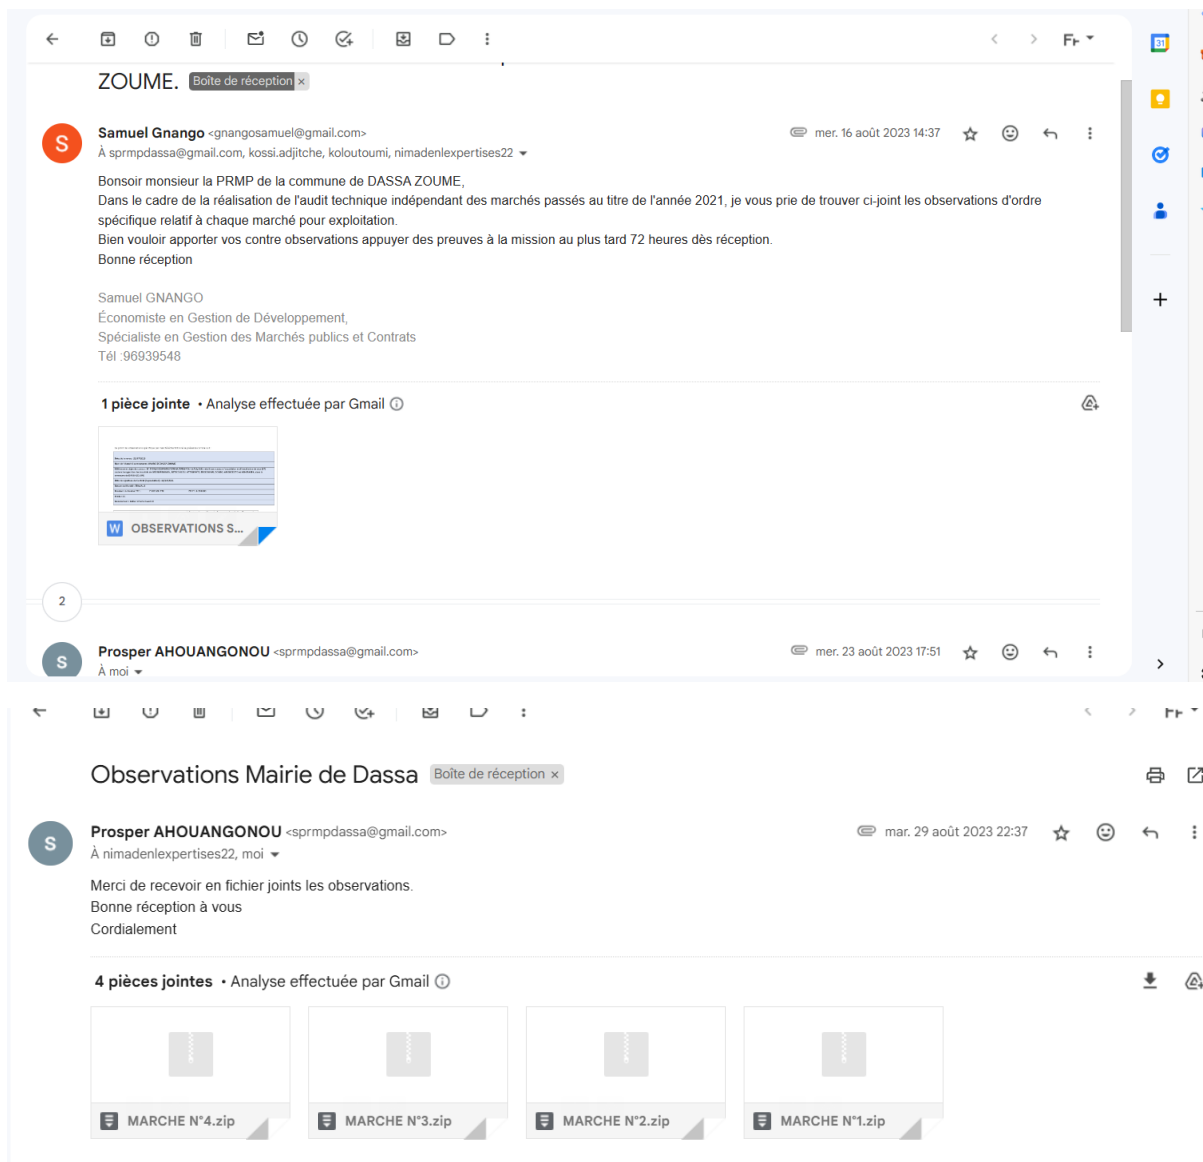 ZOUME. Boîte de réception ×
Samuel Gnango <gnangosamuel@gmail.com>
mer. 16 août 2023 14:37
À sprmpdassa@gmail.com, kossi.adjitche, koloutoumi, nimadenlexpertises22
Bonsoir monsieur la PRMP de la commune de DASSA ZOUME,
Dans le cadre de la réalisation de l'audit technique indépendant des marchés passés au titre de l'année 2021, je vous prie de trouver ci-joint les observations d'ordre
spécifique relatif à chaque marché pour exploitation.
Bien vouloir apporter vos contre observations appuyer des preuves à la mission au plus tard 72 heures dès réception.
Bonne réception
Samuel GNANGO
Économiste en Gestion de Développement,
Spécialiste en Gestion des Marchés publics et Contrats
Tél :96939548
1 pièce jointe • Analyse effectuée par Gmail
W OBSERVATIONS S...
2
Prosper AHOUANGONOU <sprmpdassa@gmail.com>
mer. 23 août 2023 17:51
À moi
S
S
31
Observations Mairie de Dassa Boîte de réception ×
S
Prosper AHOUANGONOU <sprmpdassa@gmail.com>
mar. 29 août 2023 22:37
À nimadenlexpertises22, moi
Merci de recevoir en fichier joints les observations.
Bonne réception à vous
Cordialement
4 pièces jointes • Analyse effectuée par Gmail
MARCHE N°4.zip
MARCHE N°3.zip
MARCHE N°2.zip
MARCHE N°1.zip